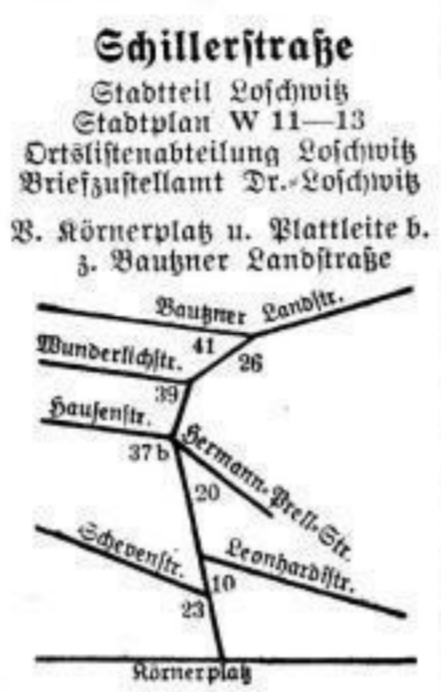 Schillerstraße
Stadtteil Loschwitz
Stadtplan W 11—13
Ortslistenabteilung Loschwitz
Briefzustellamt Dr.-Loschwitz
V. Körnerplatz u. Plattleite b.
z. Bautzner Landstraße
Bautzner Landstr.
41
26
Wunderlichstr.
39
Hausenstr.
37 b
Hermann-Prell-Str.
20
Schevenstr.
Leonhardistr.
10
23
Körnerplatz